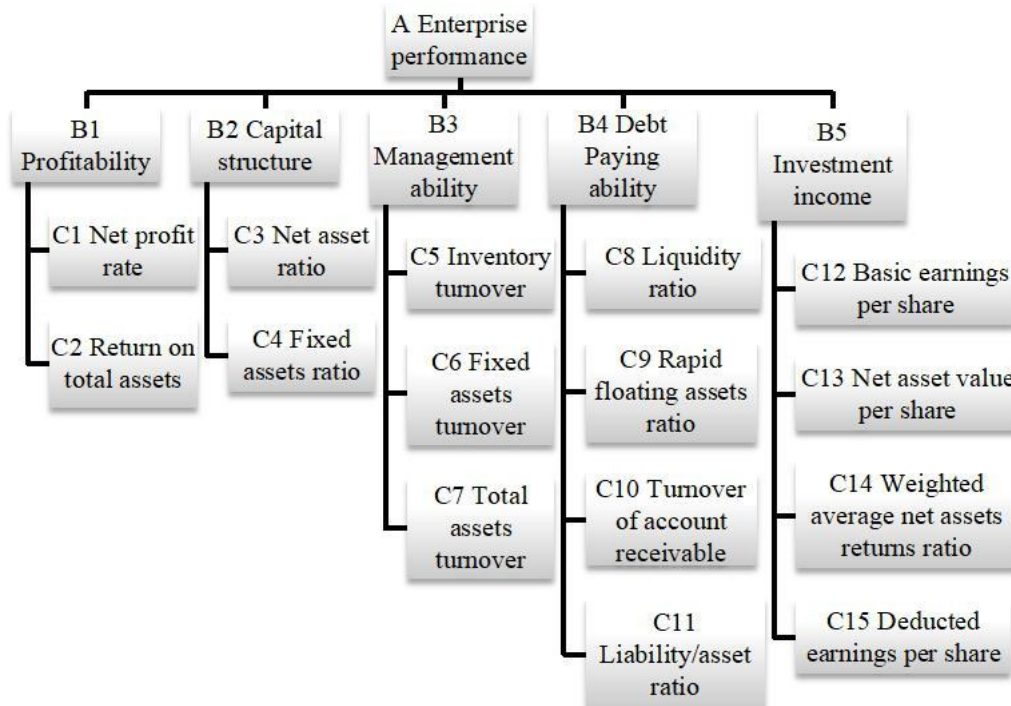 A Enterprise
performance
B1
Profitability
B2 Capital
structure
B3
Management
ability
B4 Debt
Paying
ability
B5
Investment
income
C1 Net profit
rate
C2 Return on
total assets
C3 Net asset
ratio
C4 Fixed
assets ratio
C5 Inventory
turnover
C6 Fixed
assets
turnover
C7 Total
assets
turnover
C8 Liquidity
ratio
C9 Rapid
floating assets
ratio
C10 Turnover
of account
receivable
C11
Liability/asset
ratio
C12 Basic earnings
per share
C13 Net asset value
per share
C14 Weighted
average net assets
returns ratio
C15 Deducted
earnings per share